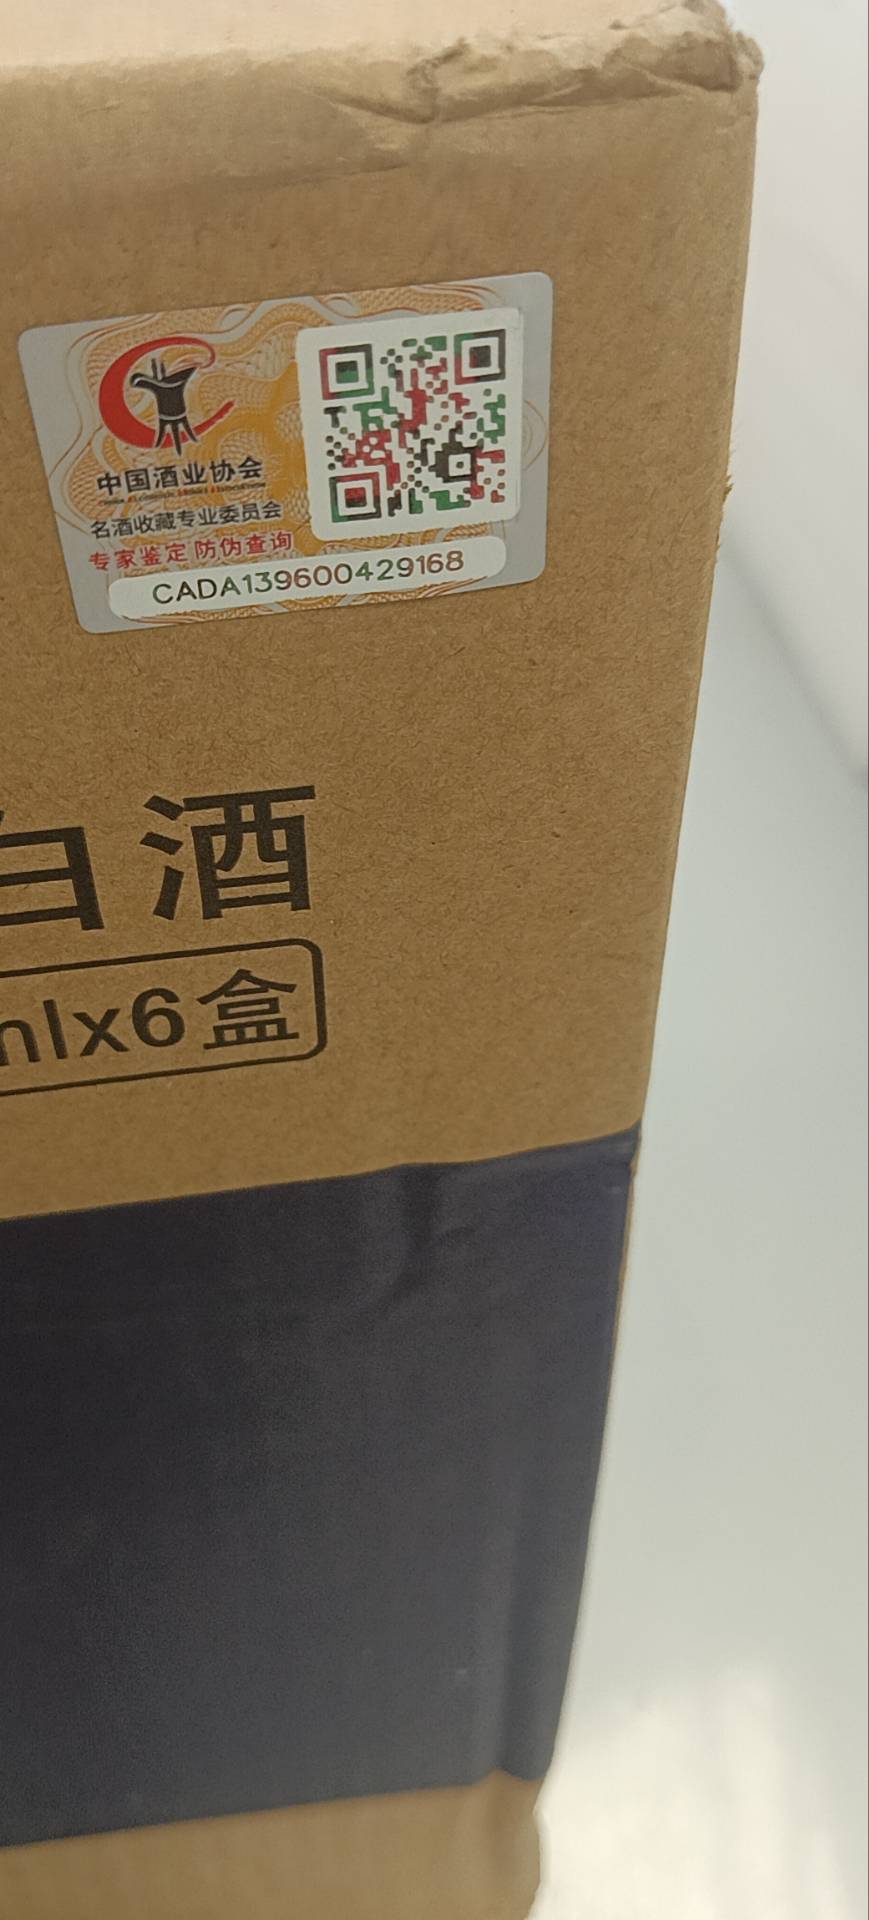 中国酒业协会
名酒收藏专业委员会
专家鉴定 防伪查询
CADA139600429168
白酒
mlx6盒